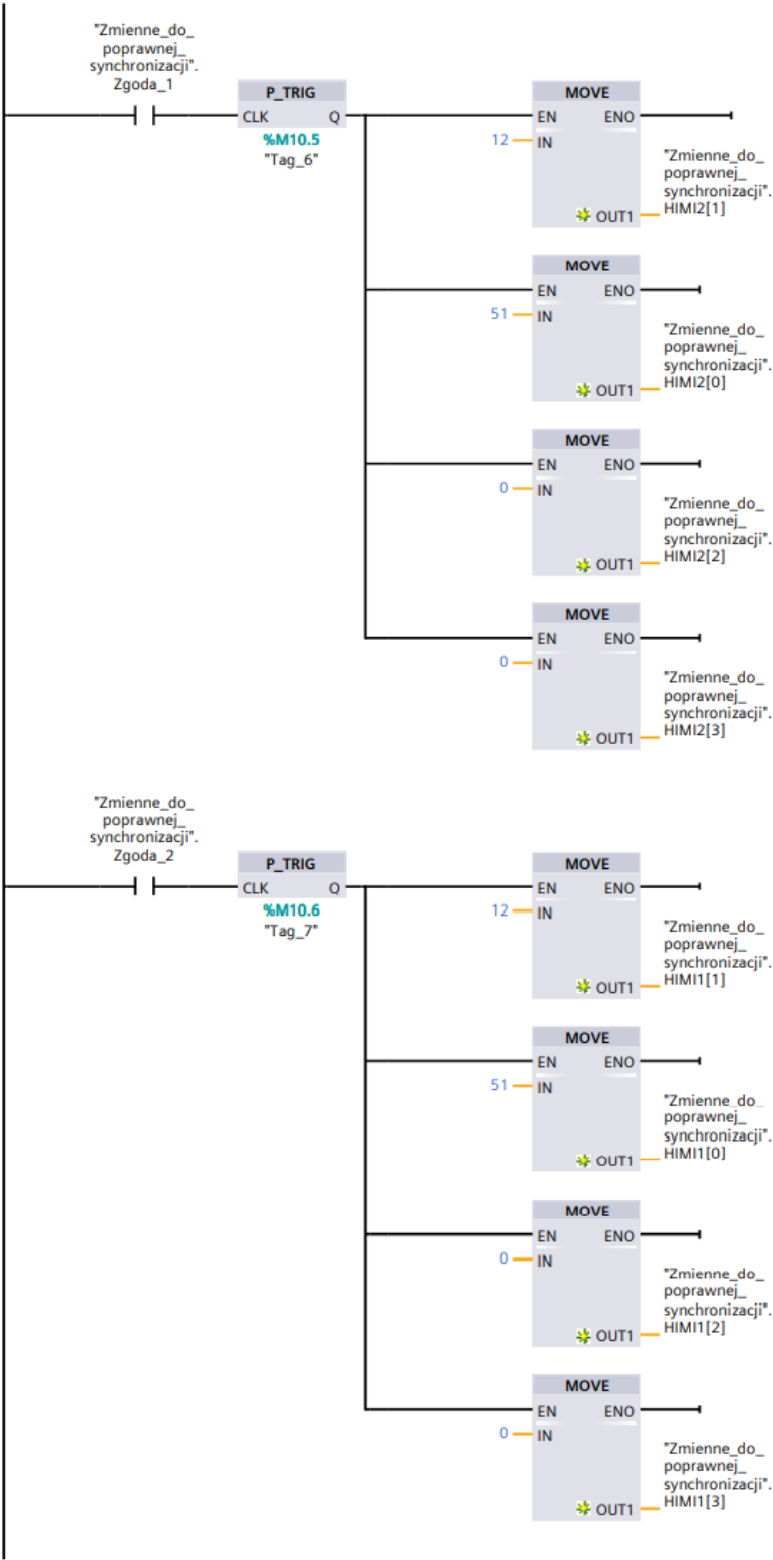 "Zmienne_do_
poprawnej_
synchronizacji".
Zgoda_1
P_TRIG
CLK Q
%M10.5
"Tag_6"
MOVE
EN ENO
12 IN
"Zmienne_do_
poprawnej_
synchronizacji".
OUT1 HIMI2[1]
MOVE
EN ENO
51 IN
"Zmienne_do_
poprawnej_
synchronizacji".
OUT1 HIMI2[0]
MOVE
EN ENO
0 IN
"Zmienne_do_
poprawnej_
synchronizacji".
OUT1 HIMI2[2]
MOVE
EN ENO
0 IN
"Zmienne_do_
poprawnej_
synchronizacji".
OUT1 HIMI2[3]
"Zmienne_do_
poprawnej_
synchronizacji".
Zgoda_2
P_TRIG
CLK Q
%M10.6
"Tag_7"
MOVE
EN ENO
12 IN
"Zmienne_do_
poprawnej_
synchronizacji".
OUT1 HIMI1[1]
MOVE
EN ENO
51 IN
"Zmienne_do_
poprawnej_
synchronizacji".
OUT1 HIMI1[0]
MOVE
EN ENO
0 IN
"Zmienne_do_
poprawnej_
synchronizacji".
OUT1 HIMI1[2]
MOVE
EN ENO
0 IN
"Zmienne_do_
poprawnej_
synchronizacji".
OUT1 HIMI1[3]